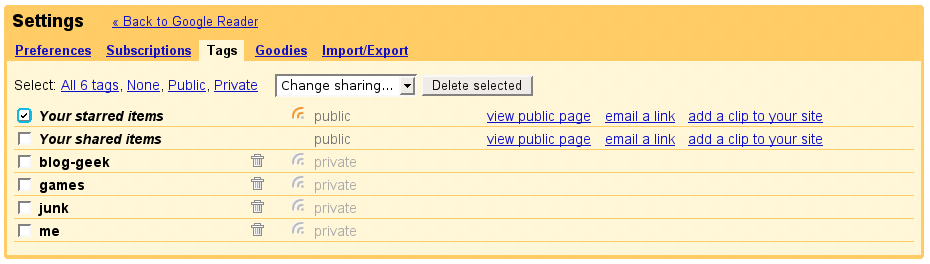 Settings « Back to Google Reader
Preferences Subscriptions Tags Goodies Import/Export
Select: All 6 tags, None, Public, Private Change sharing... Delete selected
Your starred items public view public page email a link add a clip to your site
Your shared items public view public page email a link add a clip to your site
blog-geek private
games private
junk private
me private